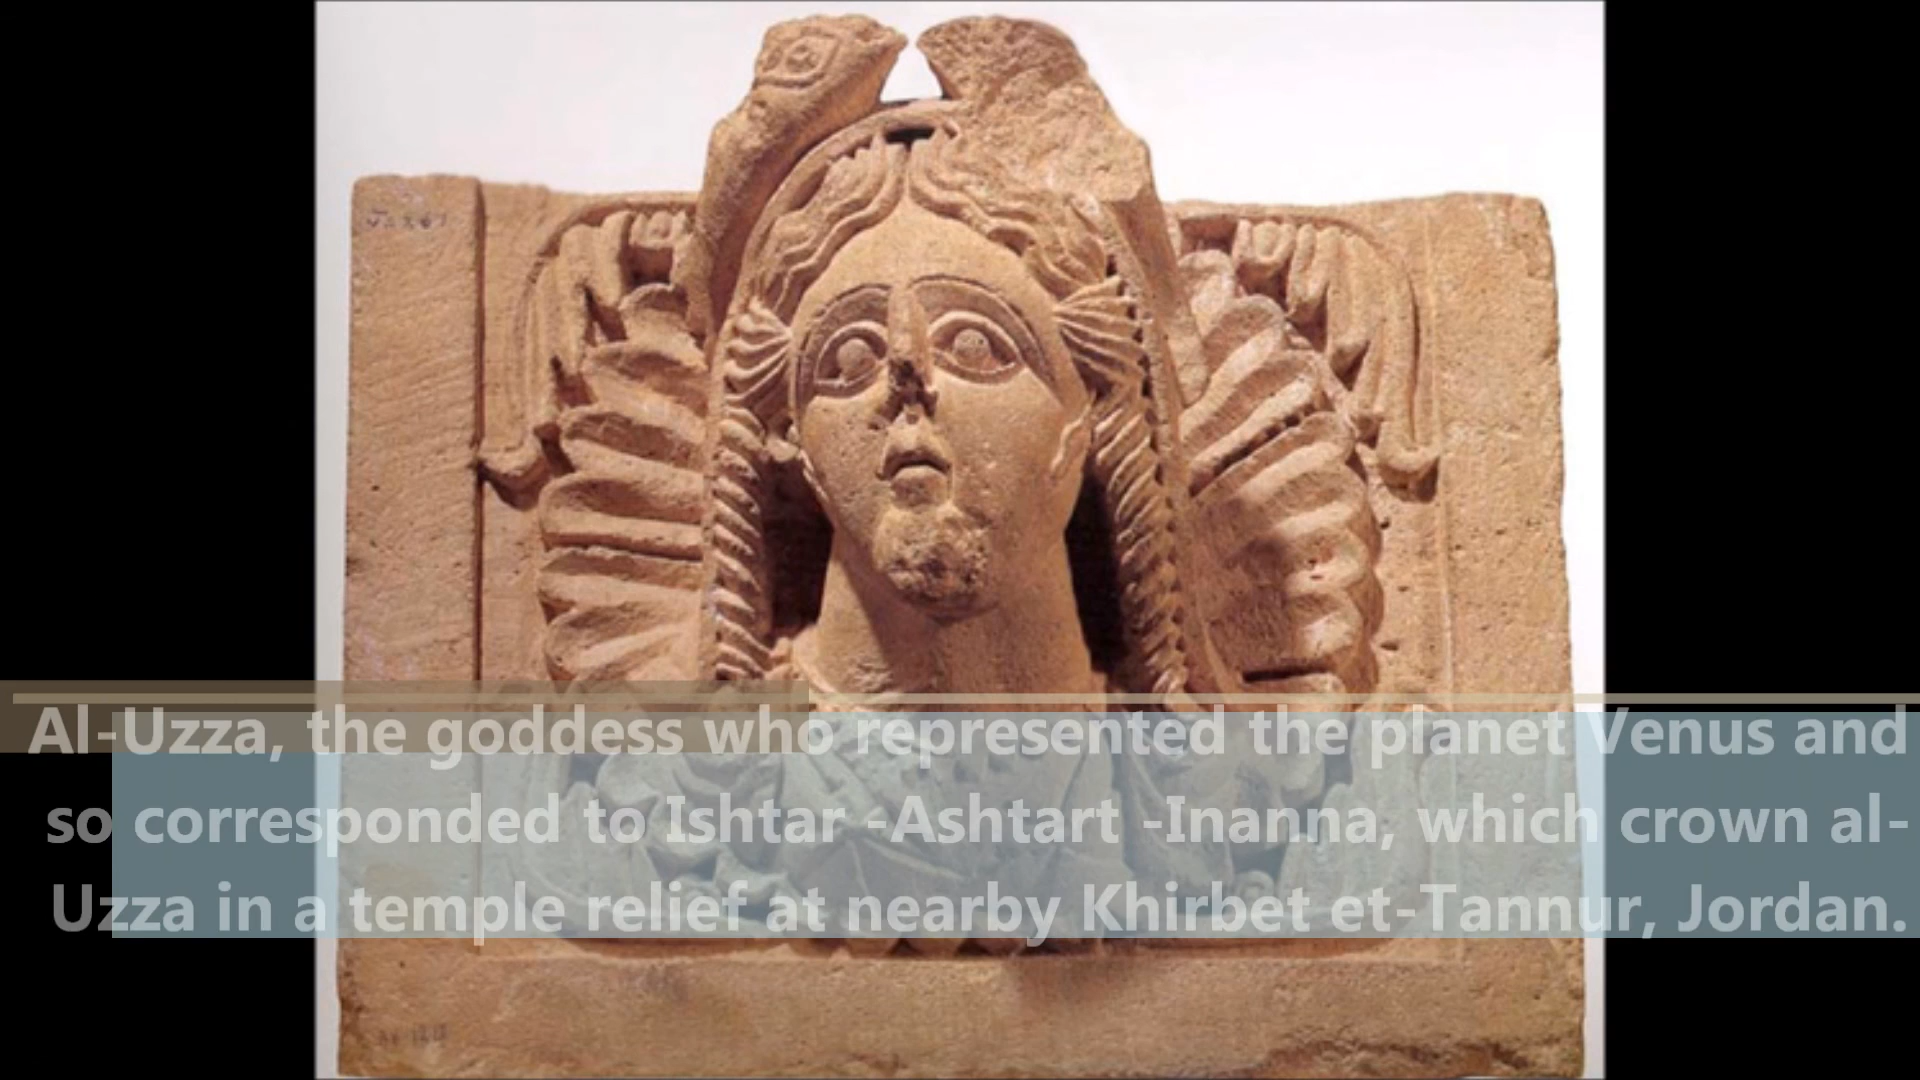 Al-Uzza, the goddess who represented the planet Venus and
so corresponded to Ishtar -Ashtart -Inanna, which crown al-
Uzza in a temple relief at nearby Khirbet et-Tannur, Jordan.